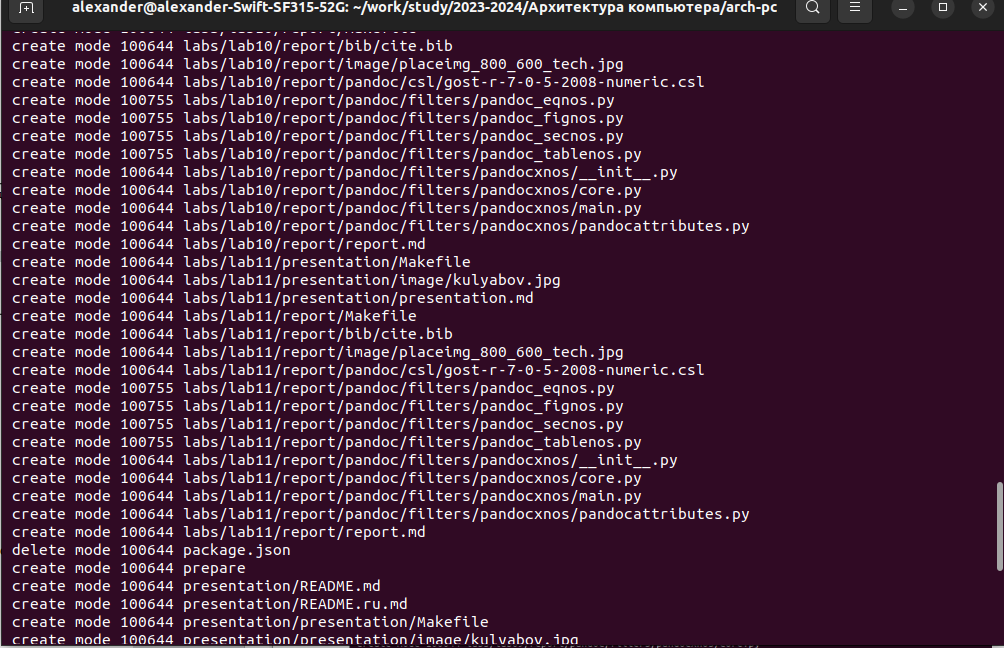 alexander@alexander-Swift-SF315-52G: ~/work/study/2023-2024/Архитектура компьютера/arch-pc
create mode 100644 labs/lab10/report/Makefile
create mode 100644 labs/lab10/report/bib/cite.bib
create mode 100644 labs/lab10/report/image/placeimg_800_600_tech.jpg
create mode 100644 labs/lab10/report/pandoc/csl/gost-r-7-0-5-2008-numeric.csl
create mode 100755 labs/lab10/report/pandoc/filters/pandoc_eqnos.py
create mode 100755 labs/lab10/report/pandoc/filters/pandoc_fignos.py
create mode 100755 labs/lab10/report/pandoc/filters/pandoc_secnos.py
create mode 100755 labs/lab10/report/pandoc/filters/pandoc_tablenos.py
create mode 100644 labs/lab10/report/pandoc/filters/pandocxnos/__init__.py
create mode 100644 labs/lab10/report/pandoc/filters/pandocxnos/core.py
create mode 100644 labs/lab10/report/pandoc/filters/pandocxnos/main.py
create mode 100644 labs/lab10/report/pandoc/filters/pandocxnos/pandocattributes.py
create mode 100644 labs/lab10/report/report.md
create mode 100644 labs/lab11/presentation/Makefile
create mode 100644 labs/lab11/presentation/image/kulyabov.jpg
create mode 100644 labs/lab11/presentation/presentation.md
create mode 100644 labs/lab11/report/Makefile
create mode 100644 labs/lab11/report/bib/cite.bib
create mode 100644 labs/lab11/report/image/placeimg_800_600_tech.jpg
create mode 100644 labs/lab11/report/pandoc/csl/gost-r-7-0-5-2008-numeric.csl
create mode 100755 labs/lab11/report/pandoc/filters/pandoc_eqnos.py
create mode 100755 labs/lab11/report/pandoc/filters/pandoc_fignos.py
create mode 100755 labs/lab11/report/pandoc/filters/pandoc_secnos.py
create mode 100755 labs/lab11/report/pandoc/filters/pandoc_tablenos.py
create mode 100644 labs/lab11/report/pandoc/filters/pandocxnos/__init__.py
create mode 100644 labs/lab11/report/pandoc/filters/pandocxnos/core.py
create mode 100644 labs/lab11/report/pandoc/filters/pandocxnos/main.py
create mode 100644 labs/lab11/report/pandoc/filters/pandocxnos/pandocattributes.py
create mode 100644 labs/lab11/report/report.md
delete mode 100644 package.json
create mode 100644 prepare
create mode 100644 presentation/README.md
create mode 100644 presentation/README.ru.md
create mode 100644 presentation/presentation/Makefile
create mode 100644 presentation/presentation/image/kulyabov.jpg